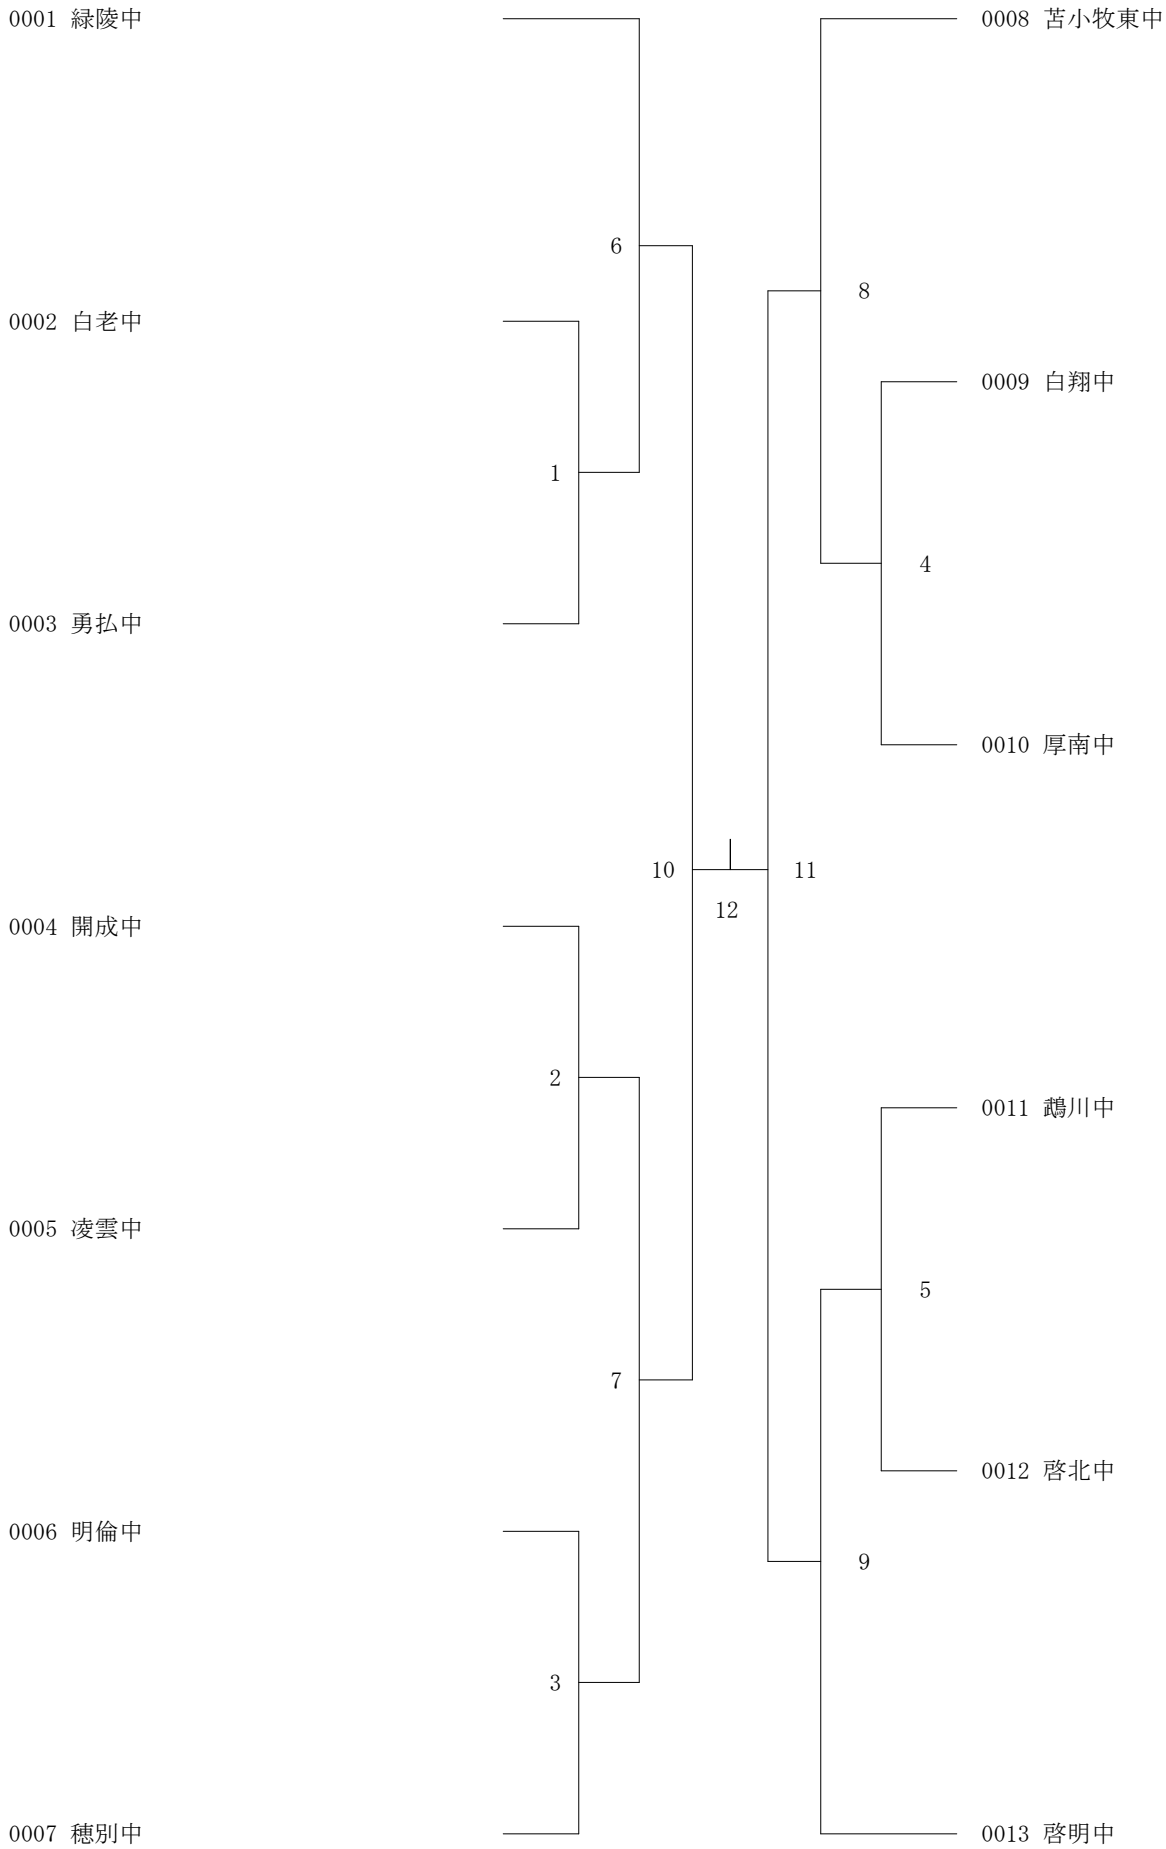 0001 緑陵中
0008 苫小牧東中
6
8
0002 白老中
0009 白翔中
1
4
0003 勇払中
0010 厚南中
10
11
12
0004 開成中
2
0011 鵡川中
0005 凌雲中
5
7
0012 啓北中
0006 明倫中
9
3
0007 穂別中
0013 啓明中